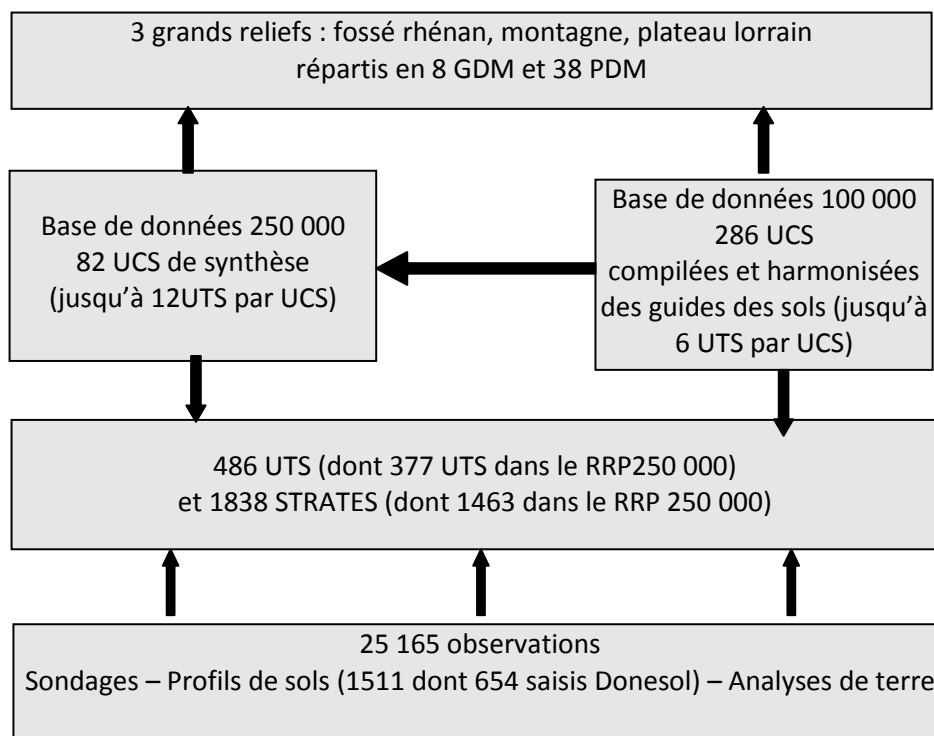 3 grands reliefs : fossé rhénan, montagne, plateau lorrain
répartis en 8 GDM et 38 PDM
Base de données 250 000
82 UCS de synthèse
(jusqu’à 12UTS par UCS)
Base de données 100 000
286 UCS
compilées et harmonisées
des guides des sols (jusqu’à
6 UTS par UCS)
486 UTS (dont 377 UTS dans le RRP250 000)
et 1838 STRATES (dont 1463 dans le RRP 250 000)
25 165 observations
Sondages – Profils de sols (1511 dont 654 saisis Donesol) – Analyses de terre